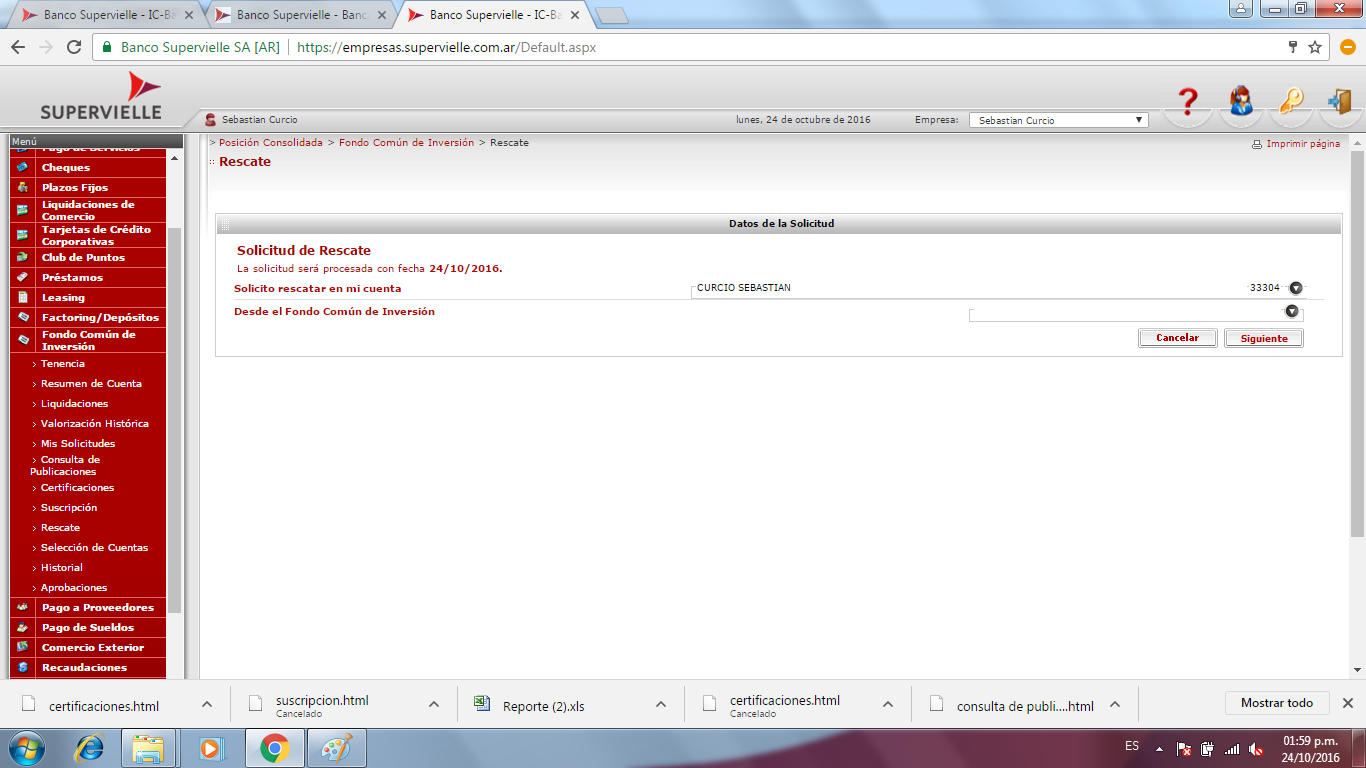 Banco Supervielle - IC-Ba
Banco Supervielle - Banc
Banco Supervielle - IC-Ba
Banco Supervielle SA [AR]
https://empresas.supervielle.com.ar/Default.aspx
SUPERVIELLE
Sebastian Curcio
lunes, 24 de octubre de 2016
Empresa:
Sebastian Curcio
Menú
Pago de Servicios
Cheques
Plazos Fijos
Liquidaciones de
Comercio
Tarjetas de Crédito
Corporativas
Club de Puntos
Préstamos
Leasing
Factoring/Depósitos
Fondo Común de
Inversión
> Tenencia
> Resumen de Cuenta
> Liquidaciones
> Valorización Histórica
> Mis Solicitudes
> Consulta de
Publicaciones
> Certificaciones
> Suscripción
> Rescate
> Selección de Cuentas
> Historial
> Aprobaciones
Pago a Proveedores
Pago de Sueldos
Comercio Exterior
Recaudaciones
> Posición Consolidada > Fondo Común de Inversión > Rescate
Imprimir página
Rescate
Datos de la Solicitud
Solicitud de Rescate
La solicitud será procesada con fecha 24/10/2016.
Solicito rescatar en mi cuenta
CURCIO SEBASTIAN
33304
Desde el Fondo Común de Inversión
Cancelar
Siguiente
certificaciones.html
suscripcion.html
Cancelado
Reporte (2).xls
certificaciones.html
Cancelado
consulta de publi....html
Mostrar todo
ES
01:59 p.m.
24/10/2016